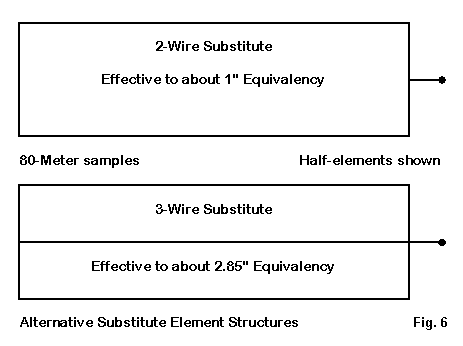 2-Wire Substitute
Effective to about 1" Equivalency
80-Meter samples Half-elements shown
3-Wire Substitute
Effective to about 2.85" Equivalency
Alternative Substitute Element Structures Fig. 6